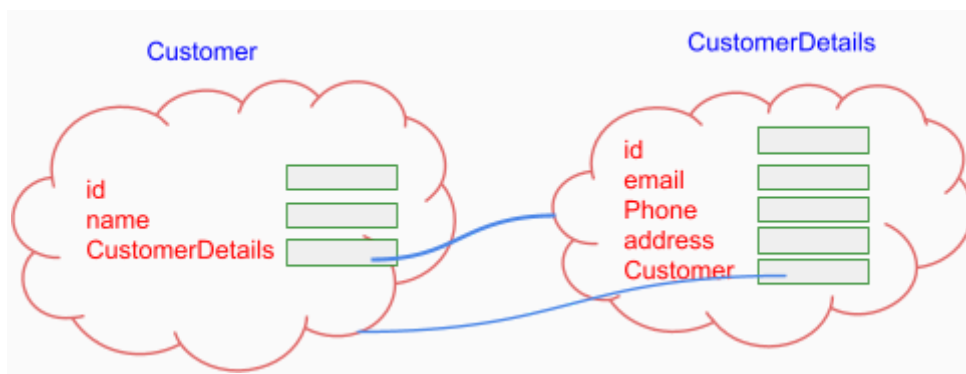 Customer
id
name
CustomerDetails
CustomerDetails
id
email
Phone
address
Customer